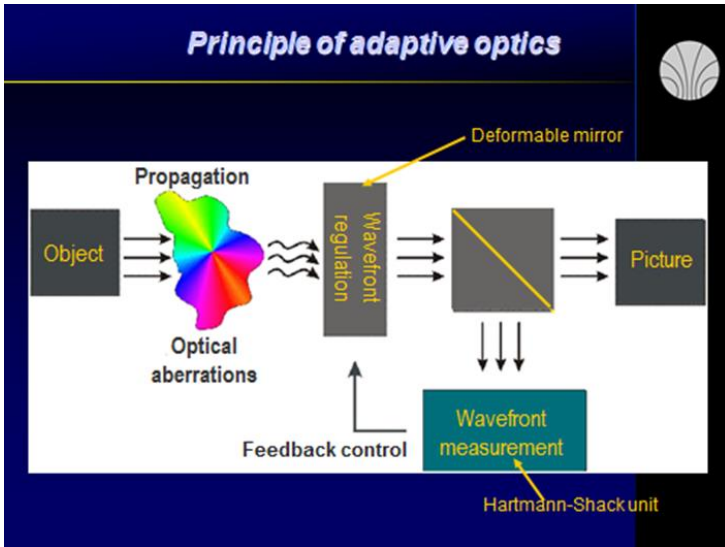 Principle of adaptive optics
Deformable mirror
Propagation
Object
Wavefront
regulation
Picture
Optical
aberrations
Feedback control
Wavefront
measurement
Hartmann-Shack unit